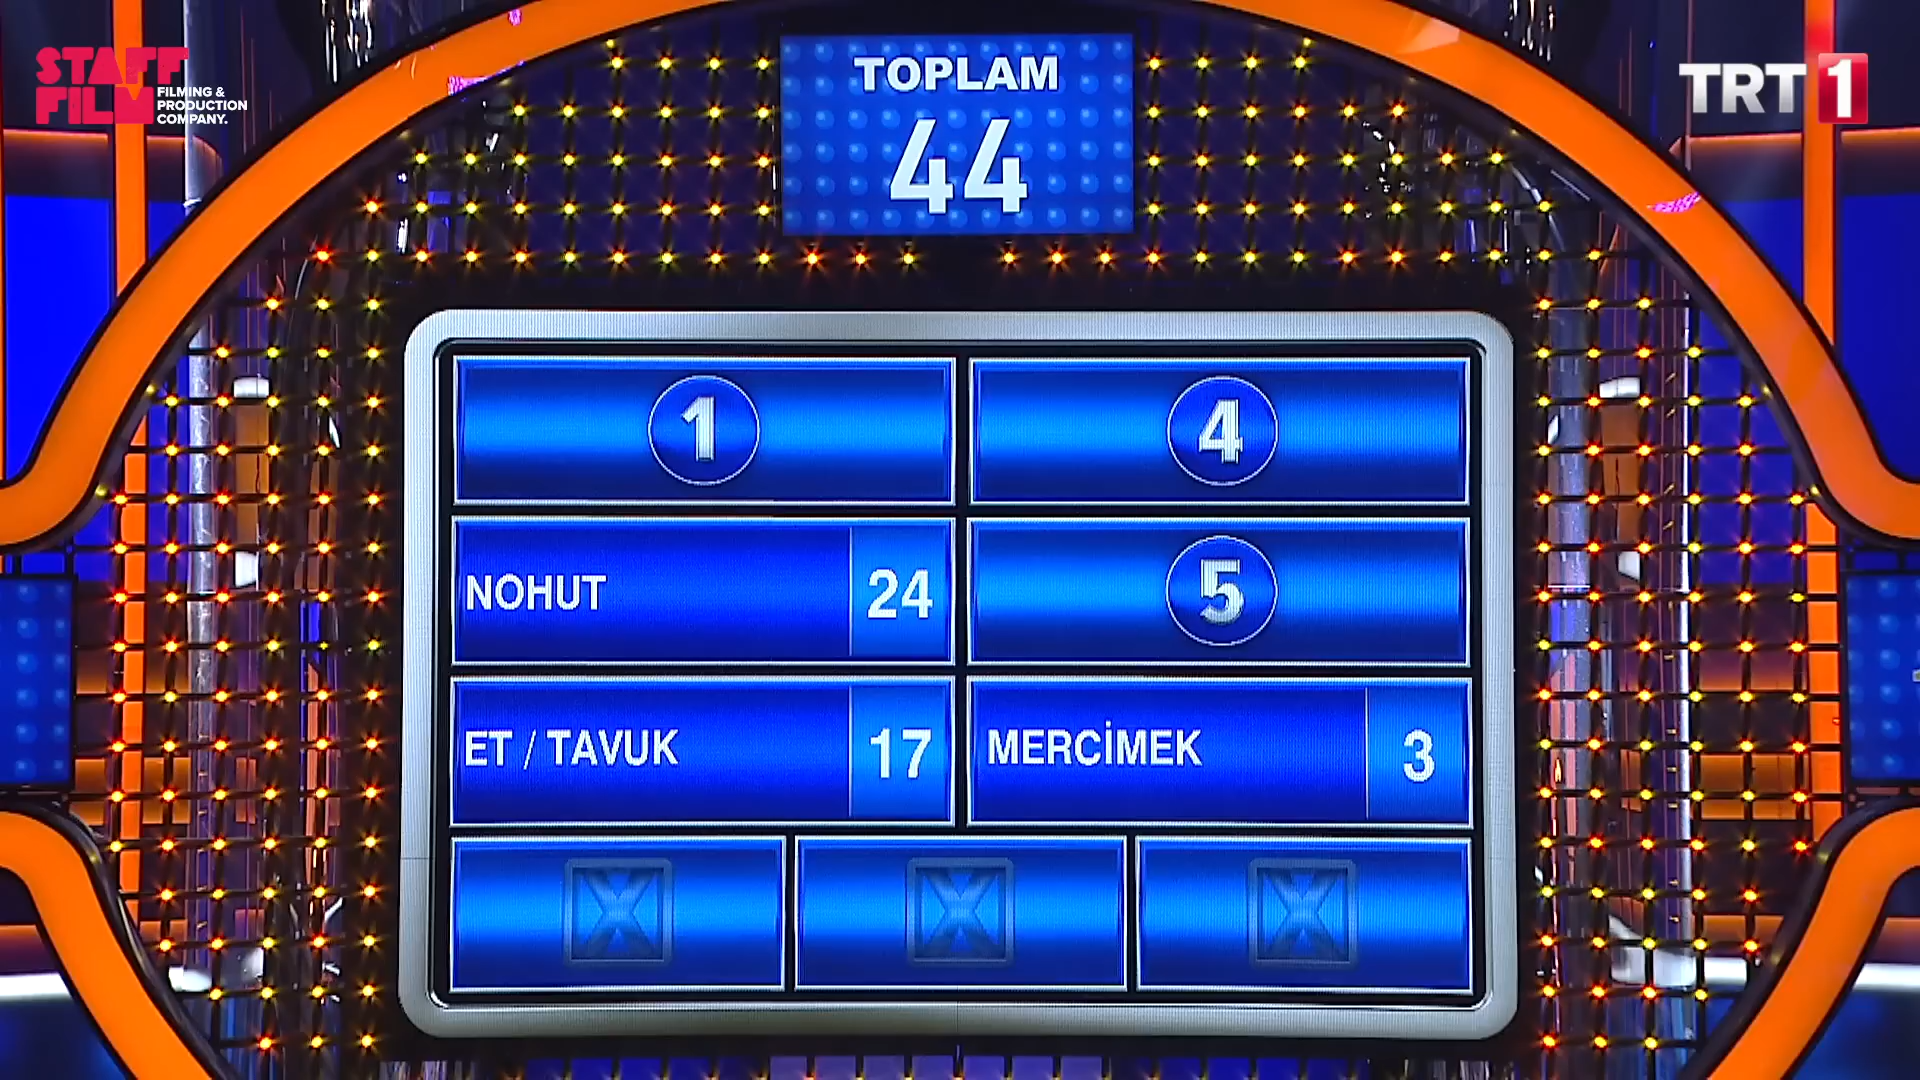 STAFF
FILM
FILMING &
PRODUCTION
COMPANY.
TOPLAM
44
TRT 1
1
4
NOHUT 24
5
ET / TAVUK 17
MERCİMEK 3
X X X